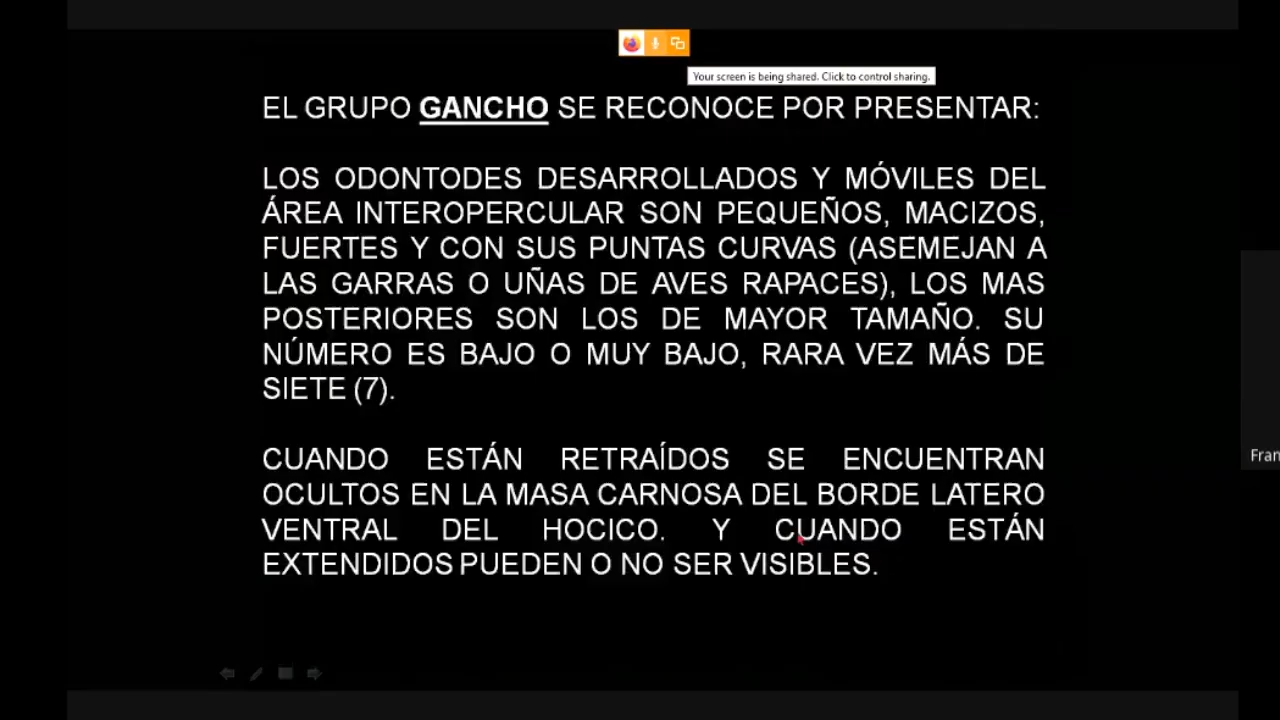 Your screen is being shared. Click to control sharing.
EL GRUPO GANCHO SE RECONOCE POR PRESENTAR:
LOS ODONTODES DESARROLLADOS Y MÓVILES DEL
ÁREA INTEROPERCULAR SON PEQUEÑOS, MACIZOS,
FUERTES Y CON SUS PUNTAS CURVAS (ASEMEJAN A
LAS GARRAS O UÑAS DE AVES RAPACES), LOS MAS
POSTERIORES SON LOS DE MAYOR TAMAÑO. SU
NÚMERO ES BAJO O MUY BAJO, RARA VEZ MÁS DE
SIETE (7).
CUANDO ESTÁN RETRAÍDOS SE ENCUENTRAN
OCULTOS EN LA MASA CARNOSA DEL BORDE LATERO
VENTRAL DEL HOCICO. Y CUANDO ESTÁN
EXTENDIDOS PUEDEN O NO SER VISIBLES.
Fran